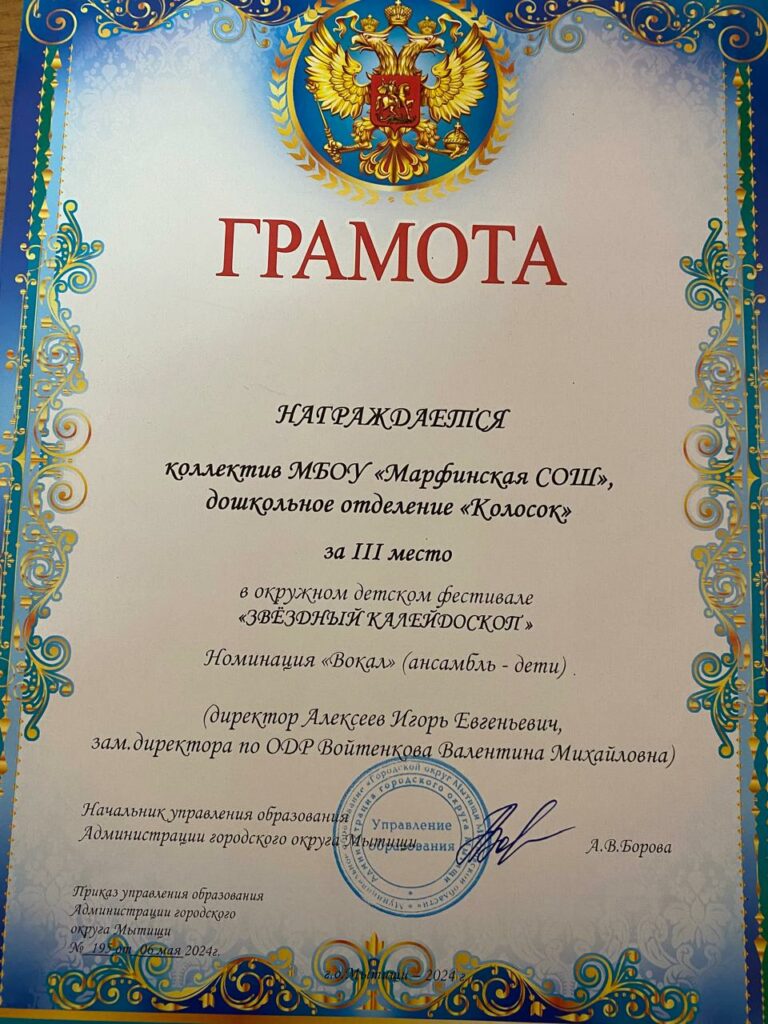 ГРАМОТА
НАГРАЖДАЕТСЯ
коллектив МБОУ «Марфинская СОШ»,
дошкольное отделение «Колосок»
за III место
в окружном детском фестивале
«ЗВЁЗДНЫЙ КАЛЕЙДОСКОП»
Номинация «Вокал» (ансамбль - дети) .
(директор Алексеев Игорь Евгеньевич,
зам.директора по ОДР Войтенкова Валентина Михайловна)
Начальник управления образования
Администрации городского округа Мытищи
А.В.Борова
Управление
образования
Приказ управления образования
Администрации городского
округа Мытищи
№ 195 от 06 мая 2024г.
г.о.Мытищи – 2024 г.